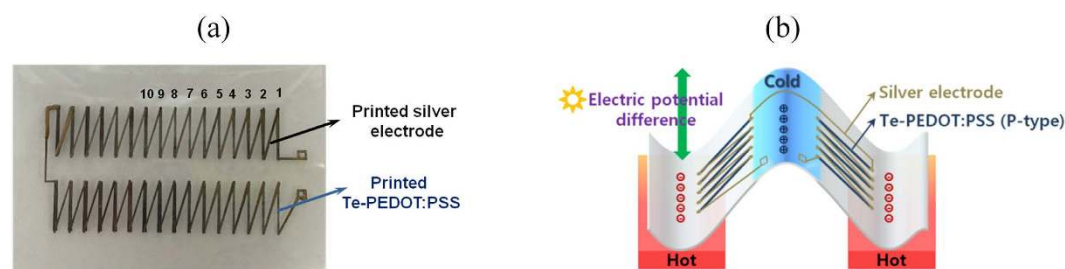 (a)
10 9 8 7 6 5 4 3 2 1
Printed silver
electrode
Printed
Te-PEDOT:PSS
(b)
Cold
Electric potential
difference
Silver electrode
Te-PEDOT:PSS (P-type)
Hot
Hot